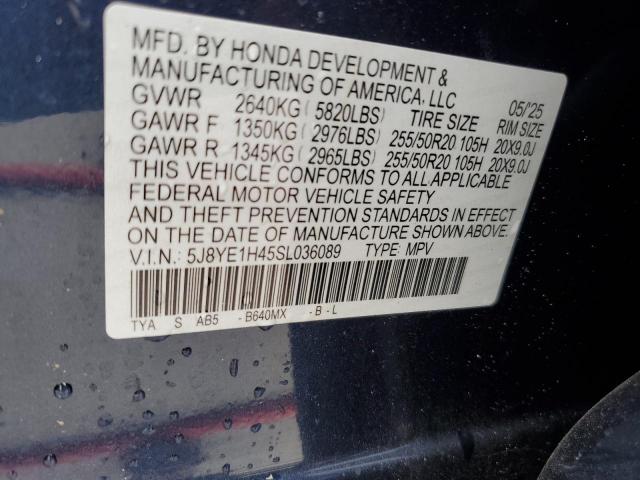 MFD. BY HONDA DEVELOPMENT &
MANUFACTURING OF AMERICA, LLC 05/'25
GVWR 2640KG ( 5820LBS) TIRE SIZE RIM SIZE
GAWR F 1350KG ( 2976LBS) 255/50R20 105H 20X9.0J
GAWR R 1345KG ( 2965LBS) 255/50R20 105H 20X9.0J
THIS VEHICLE CONFORMS TO ALL APPLICABLE
FEDERAL MOTOR VEHICLE SAFETY
AND THEFT PREVENTION STANDARDS IN EFFECT
ON THE DATE OF MANUFACTURE SHOWN ABOVE.
V.I.N.: 5J8YE1H45SL036089 TYPE: MPV
TYA S AB5 - B640MX - B - L